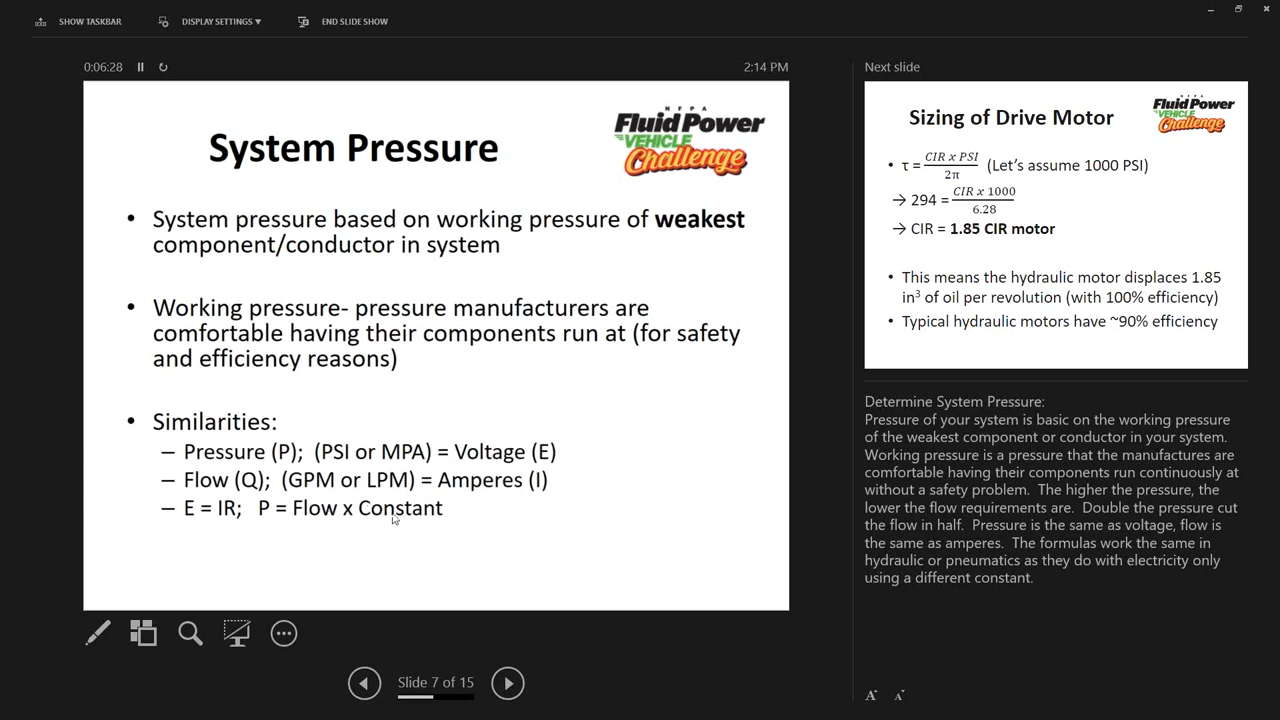 SHOW TASKBAR DISPLAY SETTINGS ▼ END SLIDE SHOW
0:06:28 2:14 PM
NFPA
Fluid Power
VEHICLE
Challenge
System Pressure
• System pressure based on working pressure of weakest
component/conductor in system
• Working pressure- pressure manufacturers are
comfortable having their components run at (for safety
and efficiency reasons)
• Similarities:
– Pressure (P); (PSI or MPA) = Voltage (E)
– Flow (Q); (GPM or LPM) = Amperes (I)
– E = IR; P = Flow x Constant
Slide 7 of 15
Next slide
NFPA
Fluid Power
VEHICLE
Challenge
Sizing of Drive Motor
• τ = CIR x PSI / 2π (Let's assume 1000 PSI)
→ 294 = CIR x 1000 / 6.28
→ CIR = 1.85 CIR motor
• This means the hydraulic motor displaces 1.85
in³ of oil per revolution (with 100% efficiency)
• Typical hydraulic motors have ~90% efficiency
Determine System Pressure:
Pressure of your system is basic on the working pressure
of the weakest component or conductor in your system.
Working pressure is a pressure that the manufactures are
comfortable having their components run continuously at
without a safety problem. The higher the pressure, the
lower the flow requirements are. Double the pressure cut
the flow in half. Pressure is the same as voltage, flow is
the same as amperes. The formulas work the same in
hydraulic or pneumatics as they do with electricity only
using a different constant.
A A